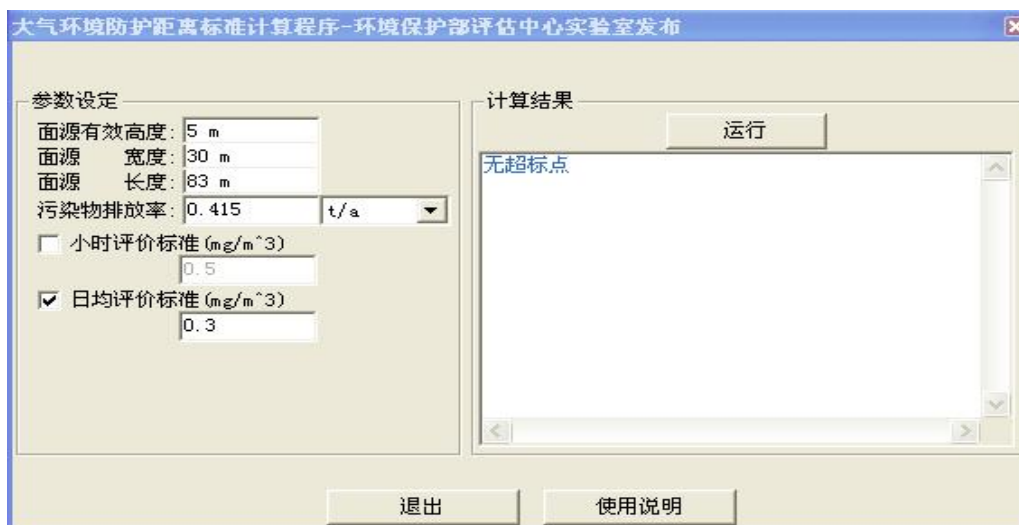 大气环境防护距离标准计算程序-环境保护部评估中心实验室发布
参数设定
面源有效高度: 5 m
面源 宽度: 30 m
面源 长度: 83 m
污染物排放率: 0.415 t/a
小时评价标准(mg/m^3)
0.5
日均评价标准(mg/m^3)
0.3
计算结果
运行
无超标点
退出 使用说明